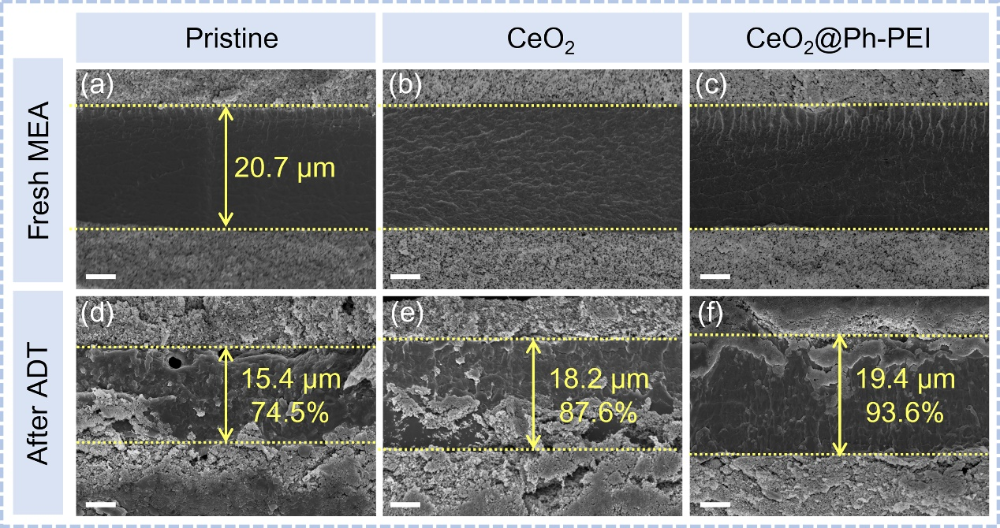 Pristine
CeO₂
CeO₂@Ph-PEI
Fresh MEA
(a)
20.7 μm
(b)
(c)
After ADT
(d)
15.4 μm
74.5%
(e)
18.2 μm
87.6%
(f)
19.4 μm
93.6%